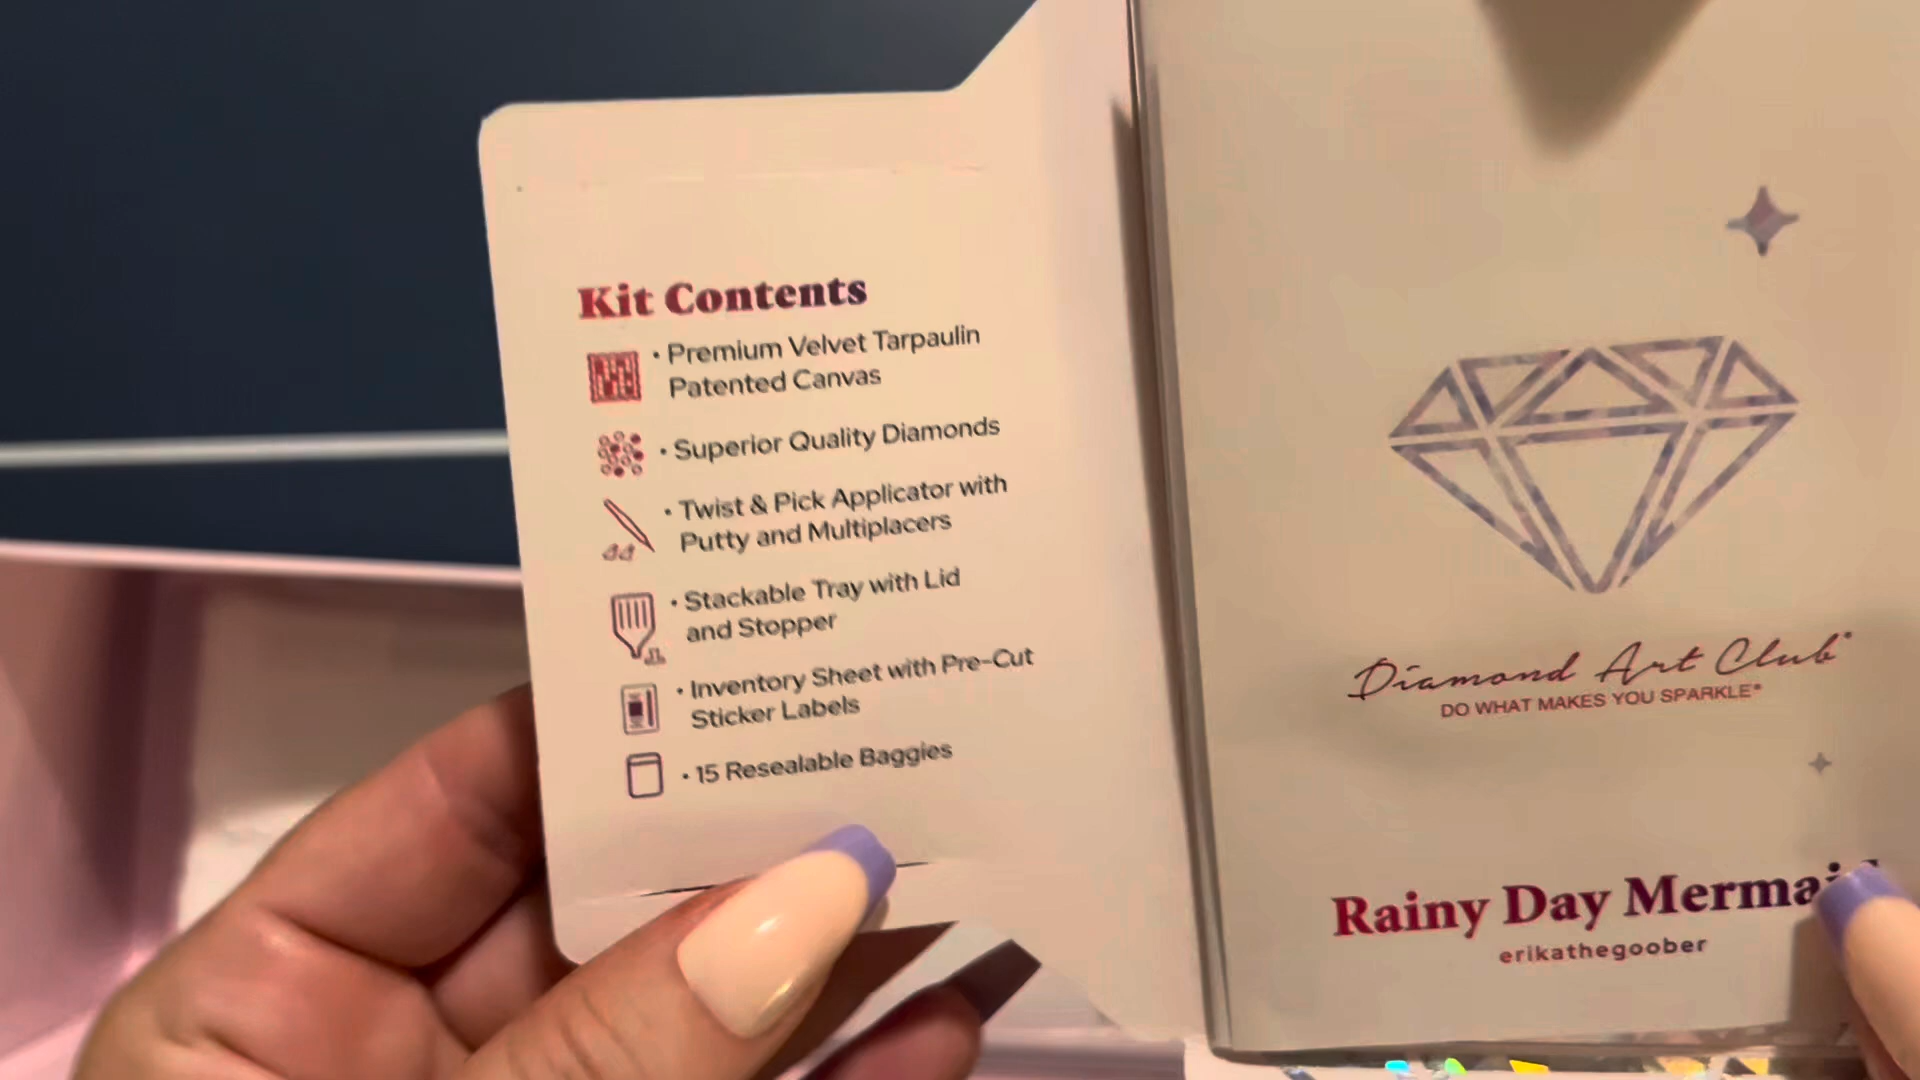 Kit Contents
• Premium Velvet Tarpaulin
Patented Canvas
• Superior Quality Diamonds
• Twist & Pick Applicator with
Putty and Multiplacers
• Stackable Tray with Lid
and Stopper
• Inventory Sheet with Pre-Cut
Sticker Labels
• 15 Resealable Baggies
Diamond Art Club®
DO WHAT MAKES YOU SPARKLE®
Rainy Day
erikathegoober